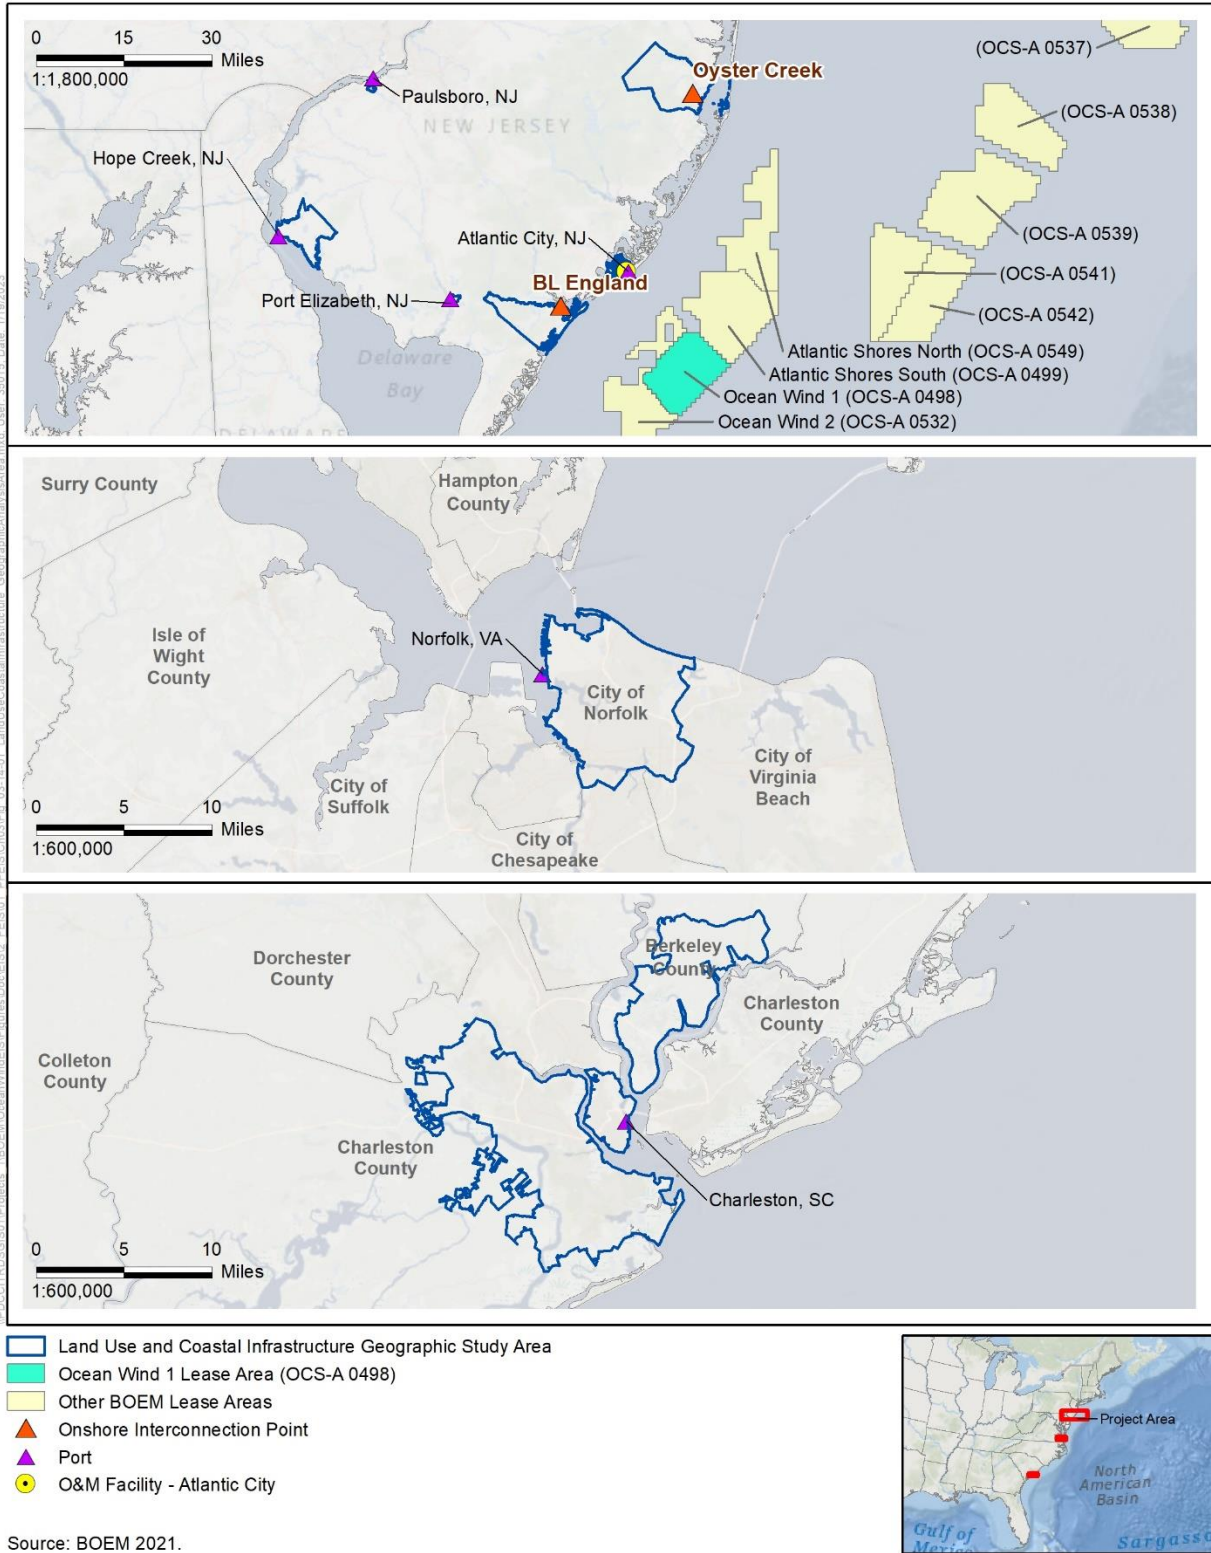 0 15 30
Miles
1:1,800,000
Paulsboro, NJ
NEW JERSEY
Hope Creek, NJ
Oyster Creek
Atlantic City, NJ
BL England
Port Elizabeth, NJ
Delaware
Bay
DELAWARE
(OCS-A 0537)
(OCS-A 0538)
(OCS-A 0539)
(OCS-A 0541)
(OCS-A 0542)
Atlantic Shores North (OCS-A 0549)
Atlantic Shores South (OCS-A 0499)
Ocean Wind 1 (OCS-A 0498)
Ocean Wind 2 (OCS-A 0532)
Surry County
Hampton
County
Isle of
Wight
County
Norfolk, VA
City of
Norfolk
City of
Virginia
Beach
City of
Suffolk
City of
Chesapeake
0 5 10
Miles
1:600,000
Dorchester
County
Berkeley
County
Charleston
County
Colleton
County
Charleston
County
Charleston, SC
0 5 10
Miles
1:600,000
Land Use and Coastal Infrastructure Geographic Study Area
Ocean Wind 1 Lease Area (OCS-A 0498)
Other BOEM Lease Areas
Onshore Interconnection Point
Port
O&M Facility - Atlantic City
Project Area
North
American
Basin
Gulf of
Mexico
Sargasso
Source: BOEM 2021.